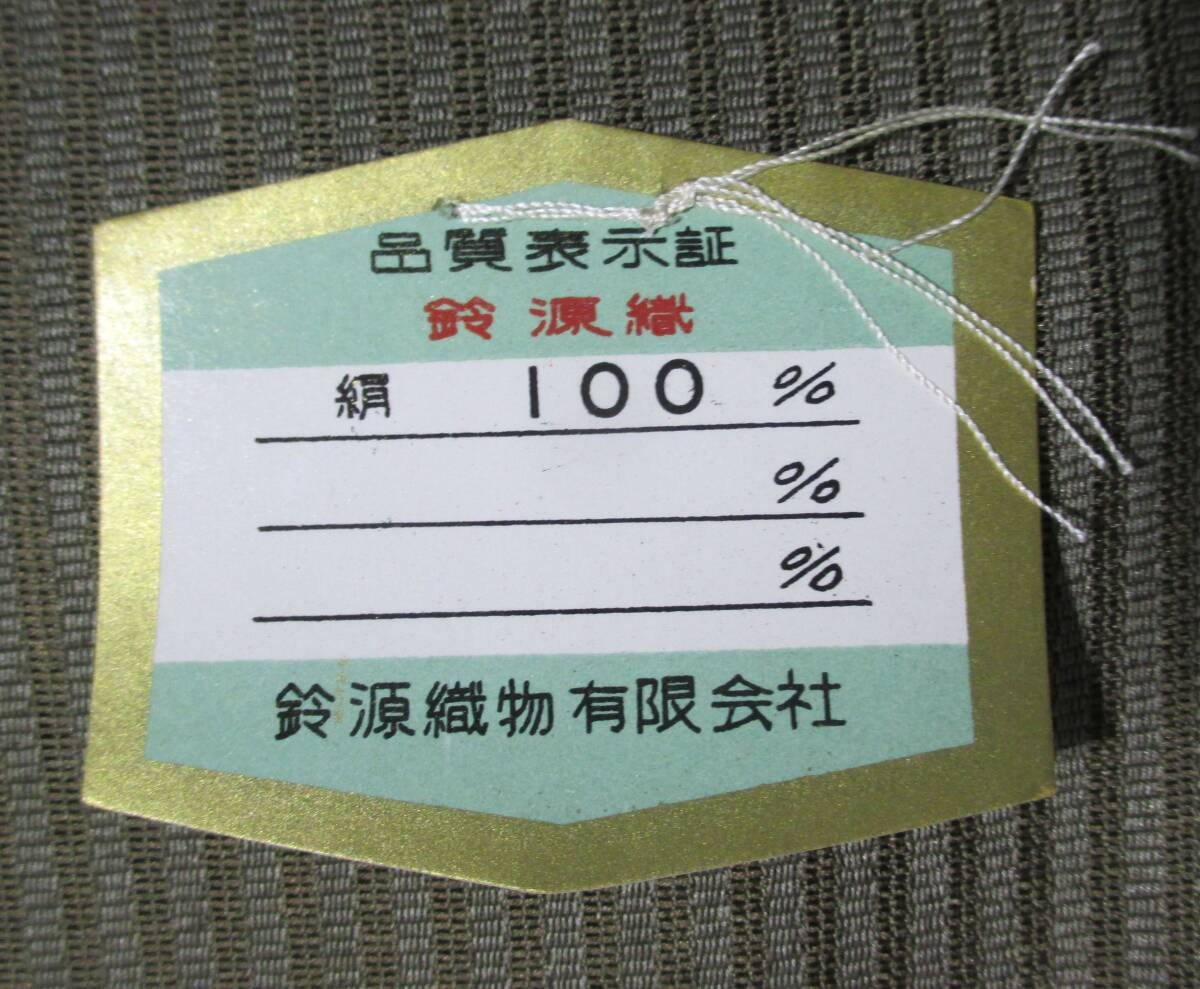 品質表示証
鈴源織
絹 100 %
%
%
鈴源織物有限会社